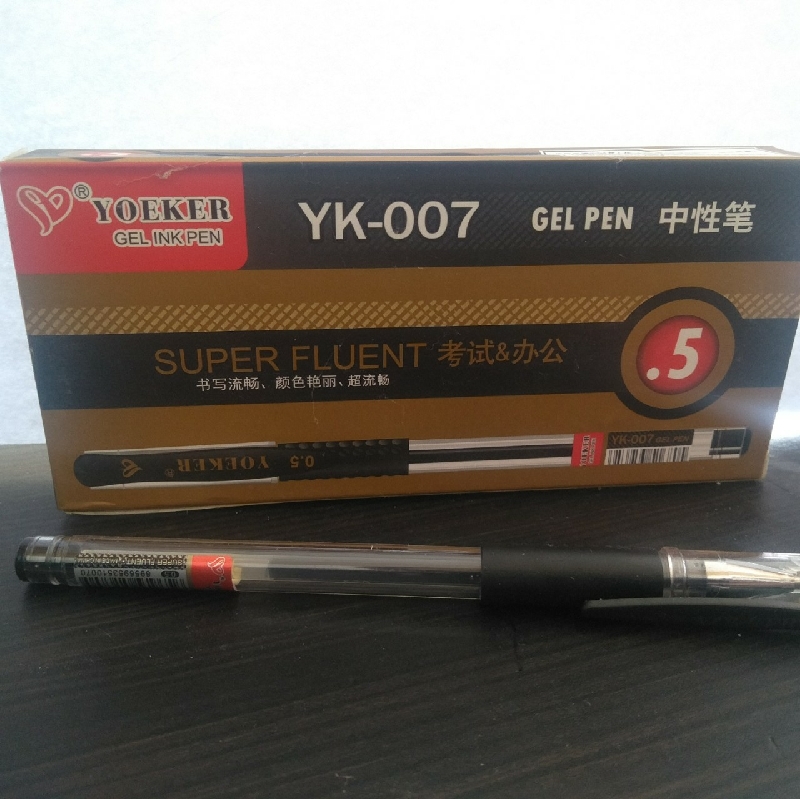 ® YOEKER
GEL INK PEN
YK-007
GEL PEN 中性笔
SUPER FLUENT 考试&办公
书写流畅、颜色艳丽、超流畅
.5
YOEKER ® 0.5
YK-007 GEL PEN
SUPER FLUENT
0.5